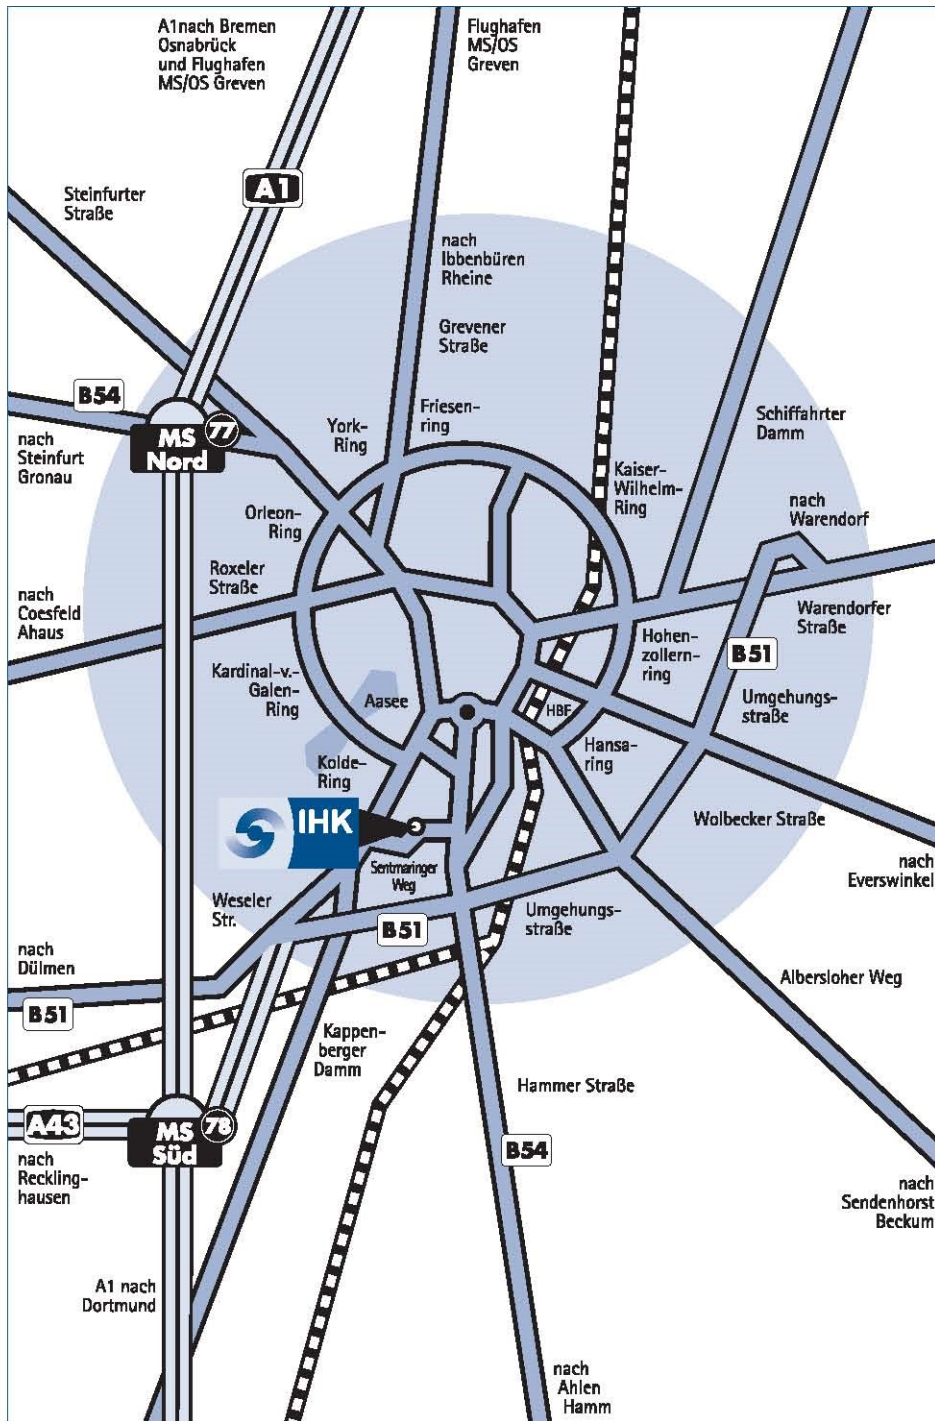 A1nach Bremen
Osnabrück
und Flughafen
MS/OS Greven
Flughafen
MS/OS
Greven
A1
Steinfurter
Straße
nach
Ibbenbüren
Rheine
Grevener
Straße
B54
nach
Steinfurt
Gronau
MS
Nord
77
York-
Ring
Friesen-
ring
Schiffahrter
Damm
Kaiser-
Wilhelm-
Ring
nach
Warendorf
Orleon-
Ring
Roxeler
Straße
nach
Coesfeld
Ahaus
Warendorfer
Straße
Hohen-
zollern-
ring
B51
Kardinal-v.-
Galen-
Ring
Aasee
HBF
Umgehungs-
straße
Hansa-
ring
Kolde-
Ring
IHK
Wolbecker Straße
nach
Everswinkel
Sentmaringer
Weg
Weseler
Str.
B51
Umgehungs-
straße
nach
Dülmen
B51
Albersloher Weg
Kappen-
berger
Damm
Hammer Straße
A43
MS
Süd
78
nach
Reckling-
hausen
B54
nach
Sendenhorst
Beckum
A1 nach
Dortmund
nach
Ahlen
Hamm